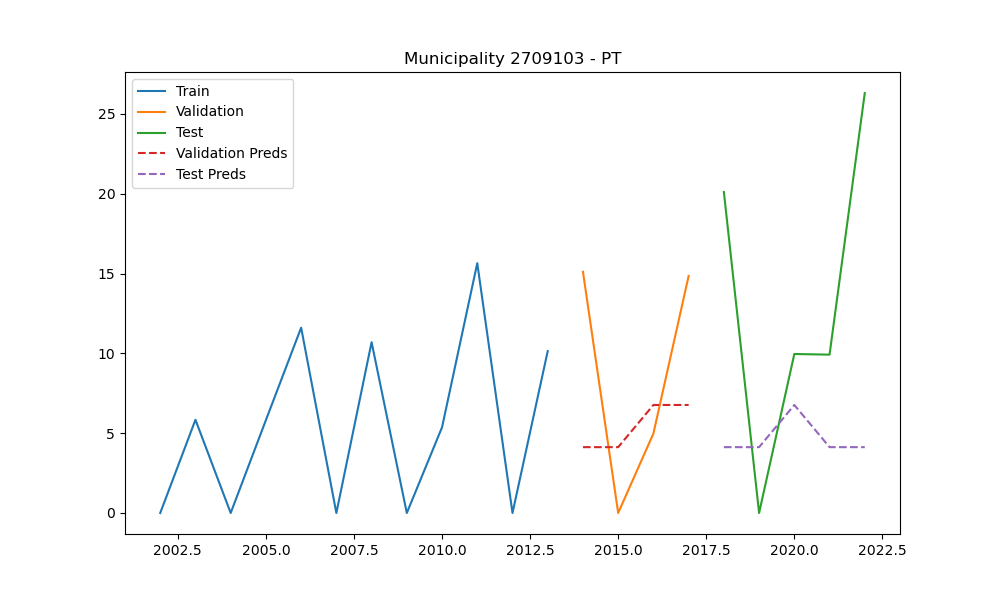 Municipality 2709103 - PT
Train
Validation
Test
Validation Preds
Test Preds
25
20
15
10
5
0
2002.5 2005.0 2007.5 2010.0 2012.5 2015.0 2017.5 2020.0 2022.5